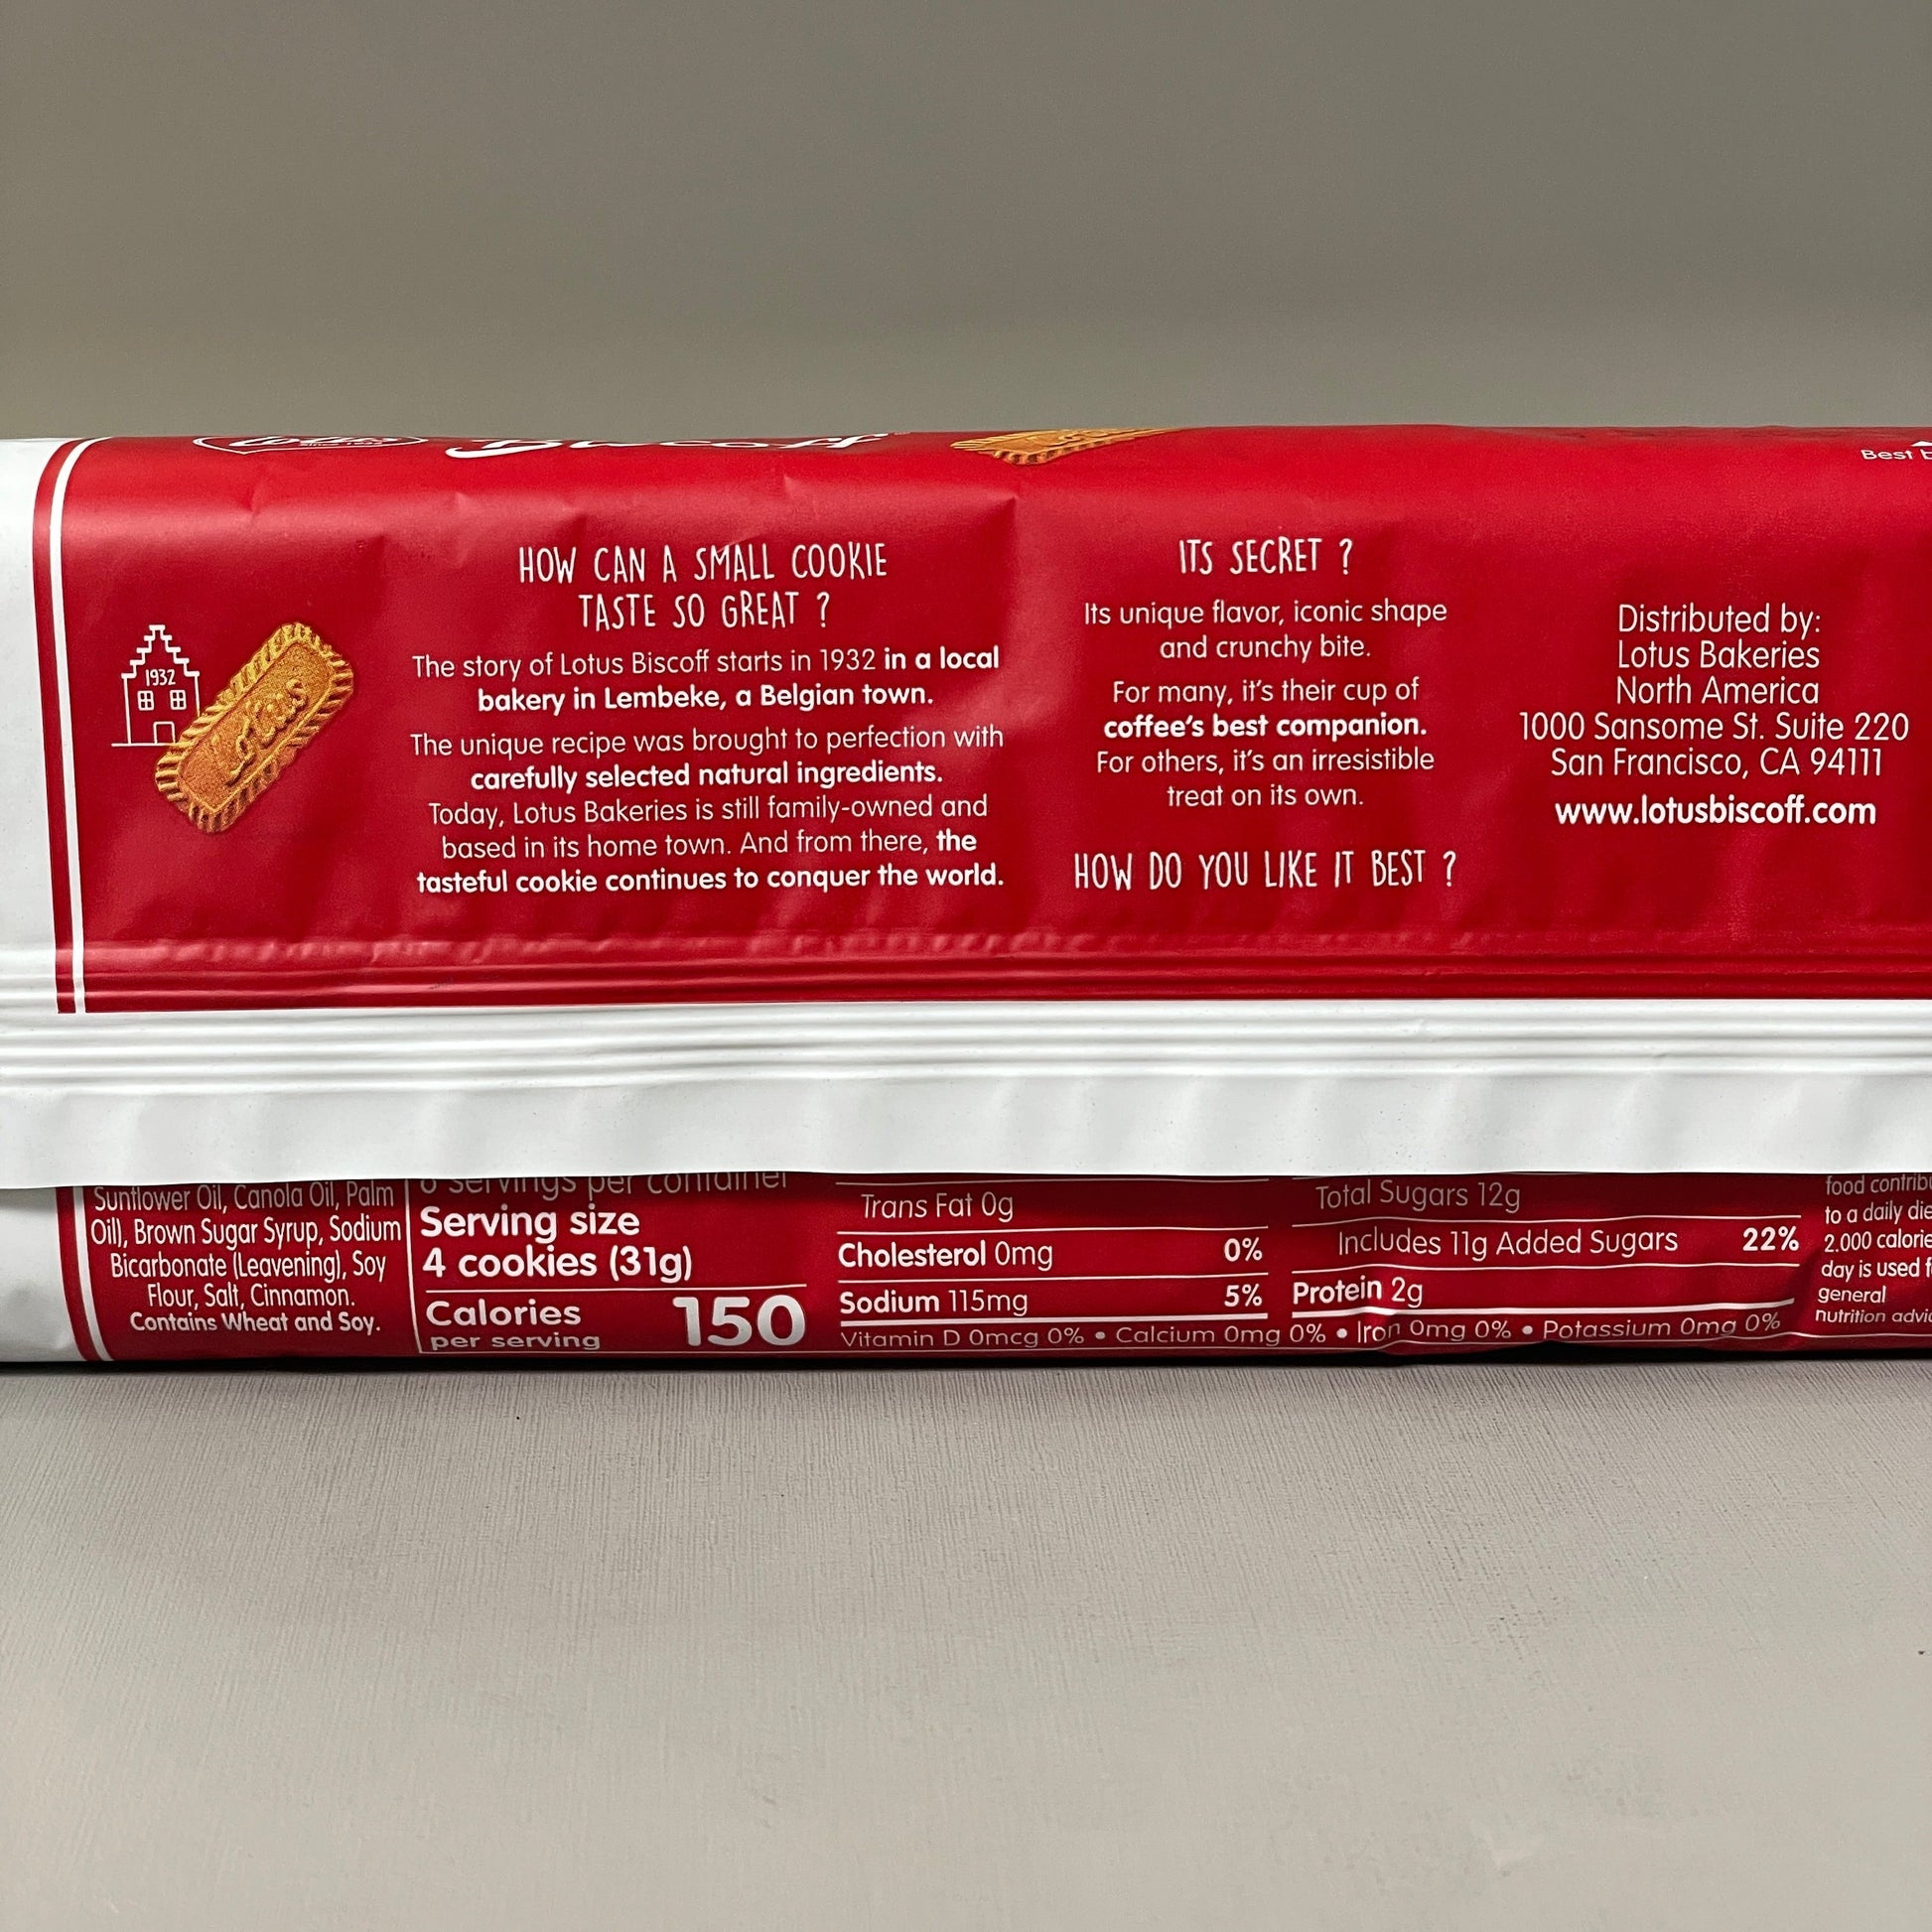 Lotus
Biscoff
Best b
HOW CAN A SMALL COOKIE
TASTE SO GREAT ?
1932
Lotus
The story of Lotus Biscoff starts in 1932 in a local
bakery in Lembeke, a Belgian town.
The unique recipe was brought to perfection with
carefully selected natural ingredients.
Today, Lotus Bakeries is still family-owned and
based in its home town. And from there, the
tasteful cookie continues to conquer the world.
ITS SECRET ?
Its unique flavor, iconic shape
and crunchy bite.
For many, it's their cup of
coffee's best companion.
For others, it's an irresistible
treat on its own.
HOW DO YOU LIKE IT BEST ?
Distributed by:
Lotus Bakeries
North America
1000 Sansome St. Suite 220
San Francisco, CA 94111
www.lotusbiscoff.com
Sunflower Oil, Canola Oil, Palm
Oil), Brown Sugar Syrup, Sodium
Bicarbonate (Leavening), Soy
Flour, Salt, Cinnamon.
Contains Wheat and Soy.
servings per container
Serving size
4 cookies (31g)
Calories
per serving
150
Trans Fat 0g
Cholesterol 0mg 0%
Sodium 115mg 5%
Total Sugars 12g
Includes 11g Added Sugars 22%
Protein 2g
Vitamin D 0mcg 0% • Calcium 0mg 0% • Iron 0mg 0% • Potassium 0mg 0%
food contribu
to a daily die
2.000 calorie
day is used f
general
nutrition advic